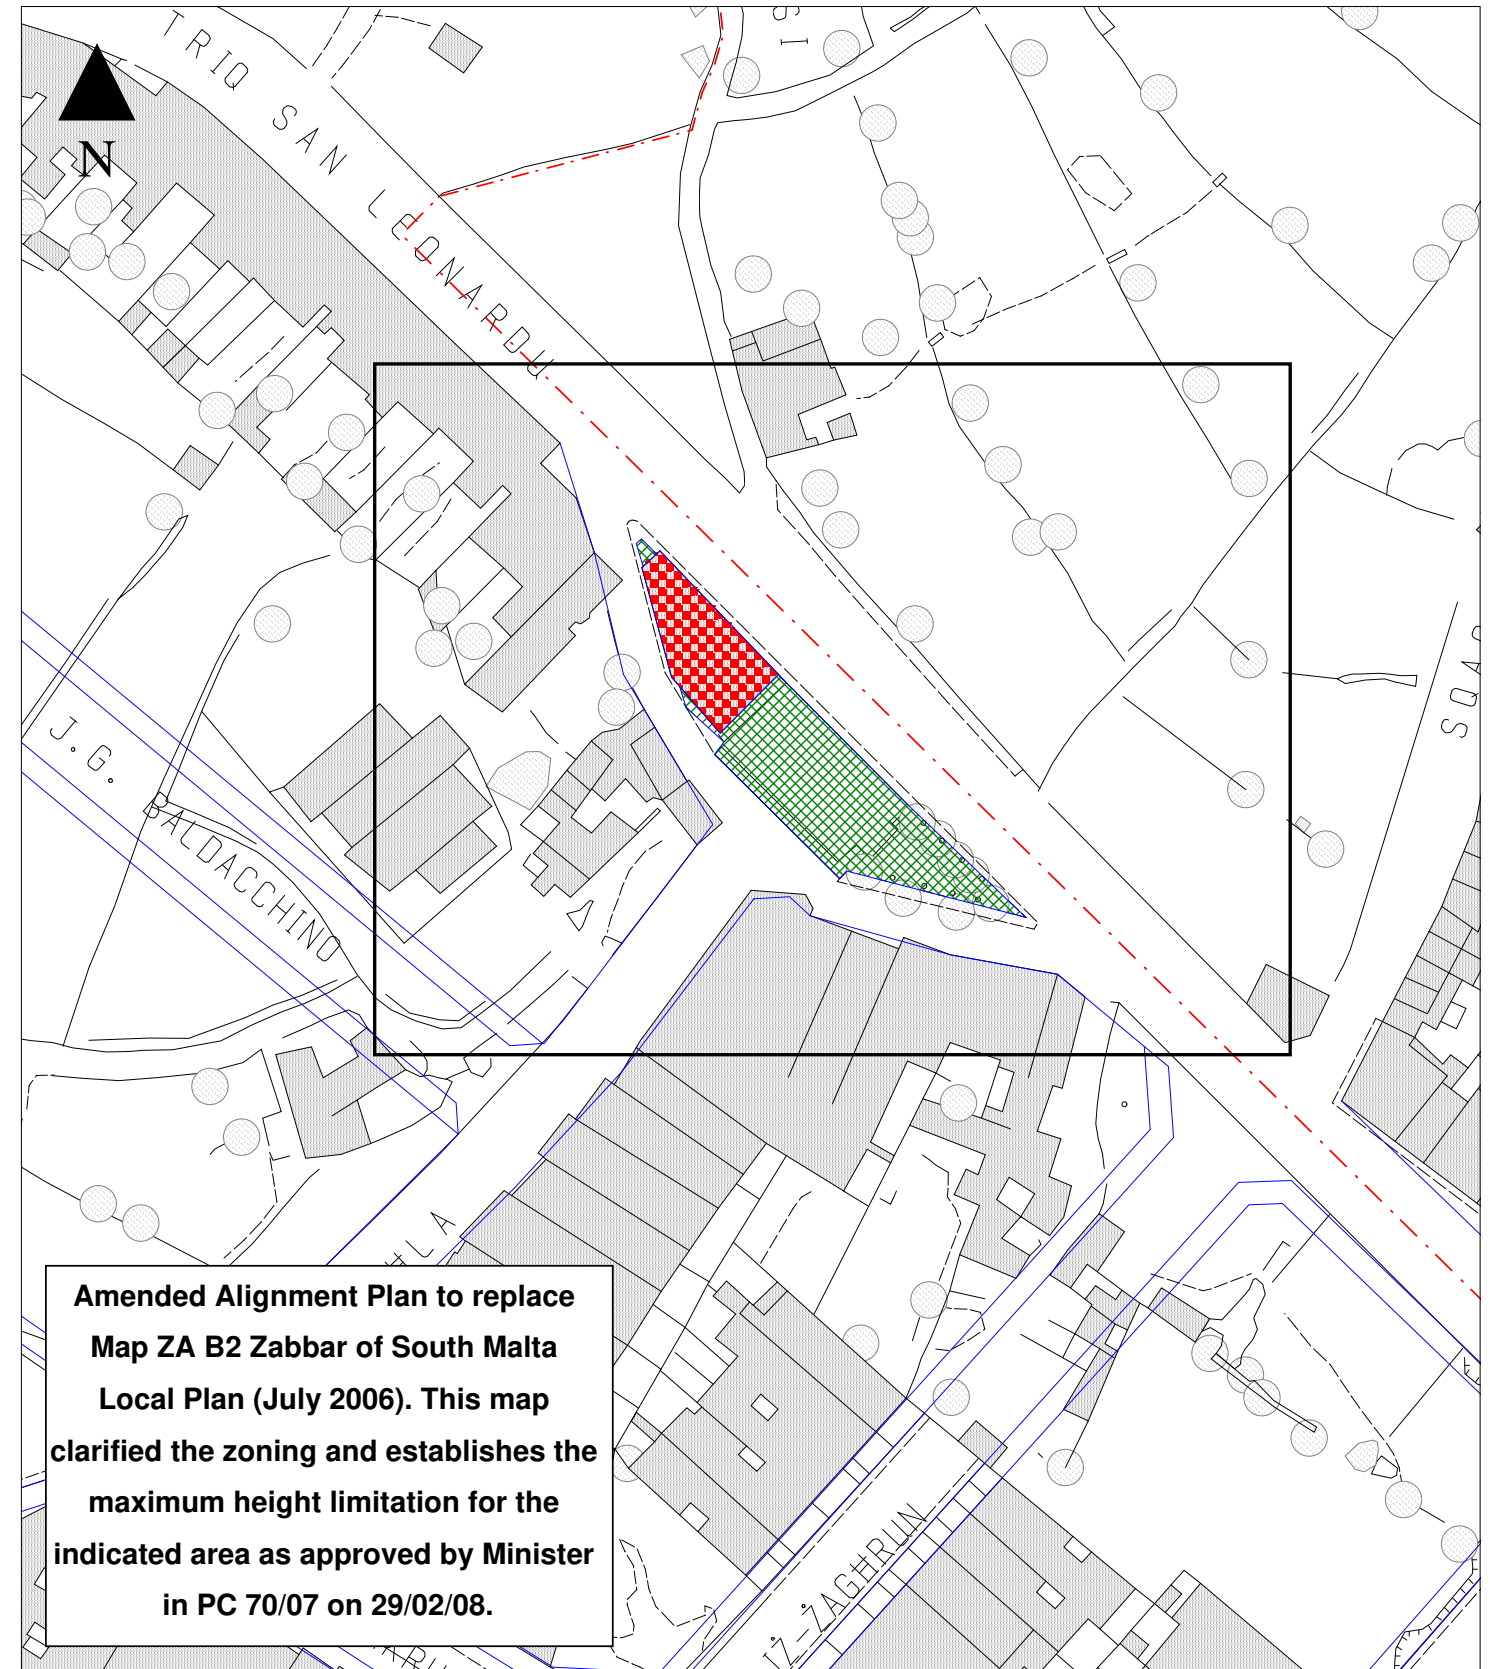 TRIQ SAN LEONARDU
N
J.G.
BALDACCHINO
Amended Alignment Plan to replace
Map ZA B2 Zabbar of South Malta
Local Plan (July 2006). This map
clarified the zoning and establishes the
maximum height limitation for the
indicated area as approved by Minister
in PC 70/07 on 29/02/08.
IŻ-ŻAGHRUN